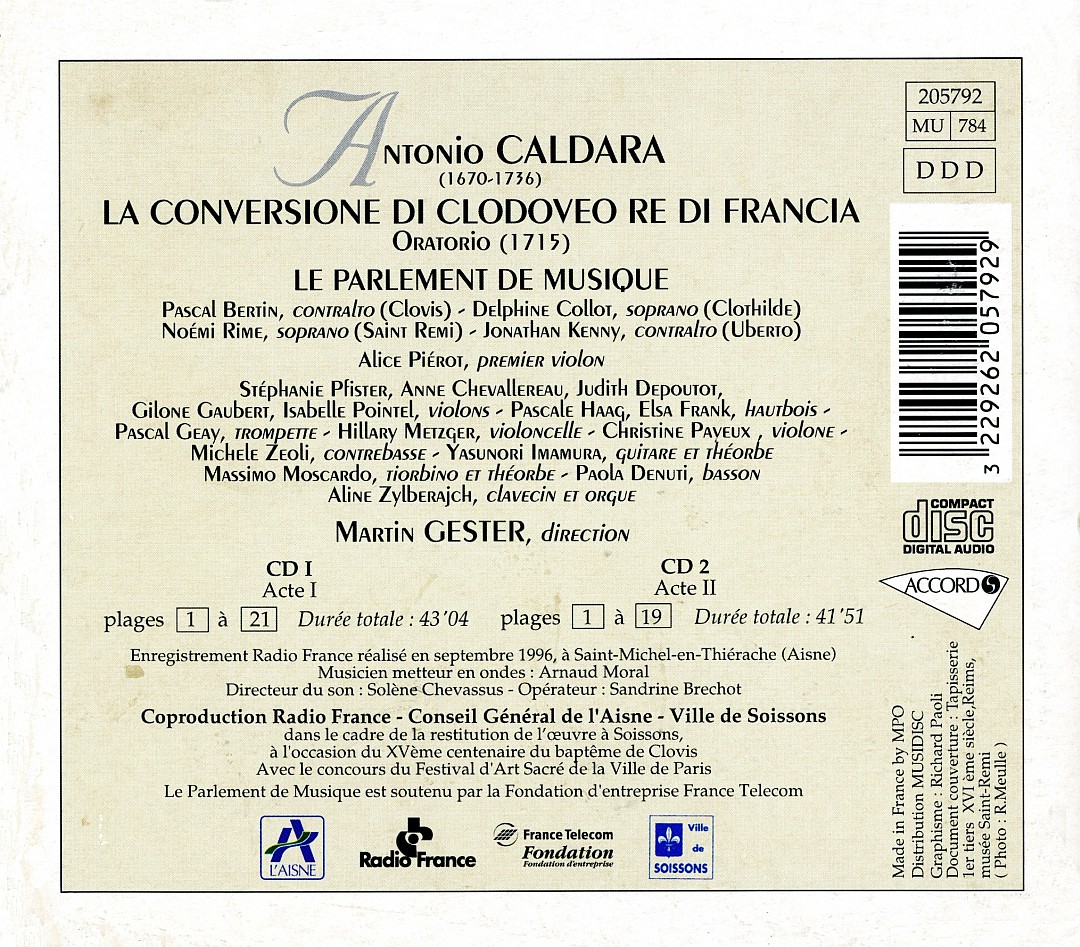 Antonio CALDARA
(1670-1736)
LA CONVERSIONE DI CLODOVEO RE DI FRANCIA
Oratorio (1715)
LE PARLEMENT DE MUSIQUE
Pascal Bertin, contralto (Clovis) - Delphine Collot, soprano (Clothilde)
Noémi Rime, soprano (Saint Remi) - Jonathan Kenny, contralto (Uberto)
Alice Piérot, premier violon
Stéphanie Pfister, Anne Chevallereau, Judith Depoutot,
Gilone Gaubert, Isabelle Pointel, violons - Pascale Haag, Elsa Frank, hautbois -
Pascal Geay, trompette - Hillary Metzger, violoncelle - Christine Payeux , violone -
Michele Zeoli, contrebasse - Yasunori Imamura, guitare et théorbe
Massimo Moscardo, tiorbino et théorbe - Paola Denuti, basson
Aline Zylberajch, clavecin et orgue
Martin GESTER, direction
CD 1
Acte I
plages 1 à 21 Durée totale : 43'04
CD 2
Acte II
plages 1 à 19 Durée totale : 41'51
Enregistrement Radio France réalisé en septembre 1996, à Saint-Michel-en-Thiérache (Aisne)
Musicien metteur en ondes : Arnaud Moral
Directeur du son : Solène Chevassus - Opérateur : Sandrine Brechot
Coproduction Radio France - Conseil Général de l'Aisne - Ville de Soissons
dans le cadre de la restitution de l'œuvre à Soissons,
à l'occasion du XVème centenaire du baptême de Clovis
Avec le concours du Festival d'Art Sacré de la Ville de Paris
Le Parlement de Musique est soutenu par la Fondation d'entreprise France Telecom
L'AISNE
Radio France
France Telecom
Fondation
Fondation d'entreprise
Ville
de
SOISSONS
205792
MU 784
DDD
3 229262 057929
COMPACT
disc
DIGITAL AUDIO
ACCORD
Made in France by MPO
Distribution MUSIDISC
Graphisme : Richard Paoli
Document couverture : Tapisserie
1er tiers XVI ème siècle,Reims,
musée Saint-Remi
( Photo : R.Meulle )